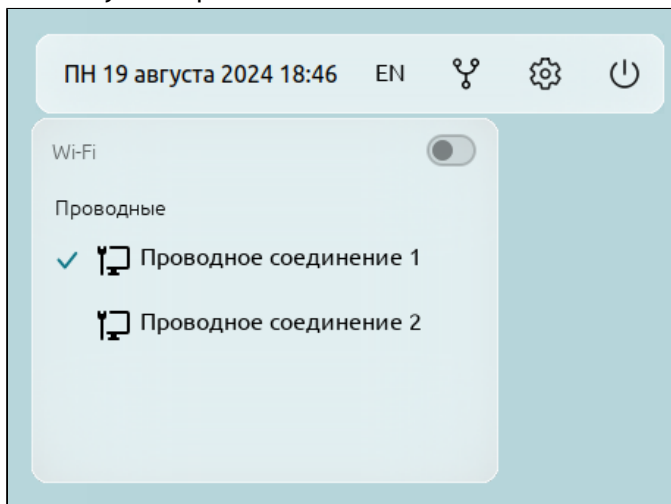 ПН 19 августа 2024 18:46 EN
Wi-Fi
Проводные
Проводное соединение 1
Проводное соединение 2